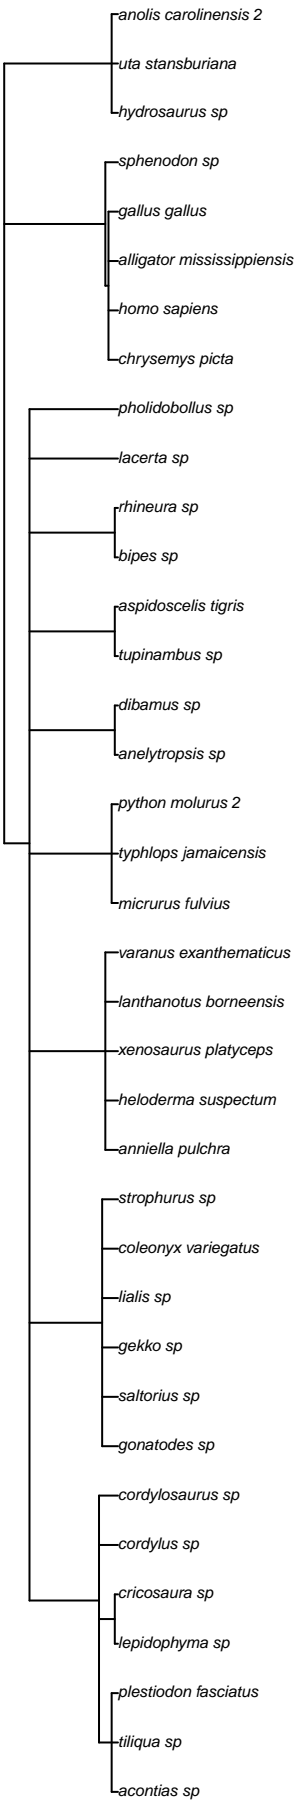 anolis carolinensis 2
uta stansburiana
hydrosaurus sp
sphenodon sp
gallus gallus
alligator mississippiensis
homo sapiens
chrysemys picta
pholidobollus sp
lacerta sp
rhineura sp
bipes sp
aspidoscelis tigris
tupinambus sp
dibamus sp
anelytropsis sp
python molurus 2
typhlops jamaicensis
micrurus fulvius
varanus exanthematicus
lanthanotus borneensis
xenosaurus platyceps
heloderma suspectum
anniella pulchra
strophurus sp
coleonyx variegatus
lialis sp
gekko sp
saltorius sp
gonatodes sp
cordylosaurus sp
cordylus sp
cricosaura sp
lepidophyma sp
plestiodon fasciatus
tiliqua sp
acontias sp